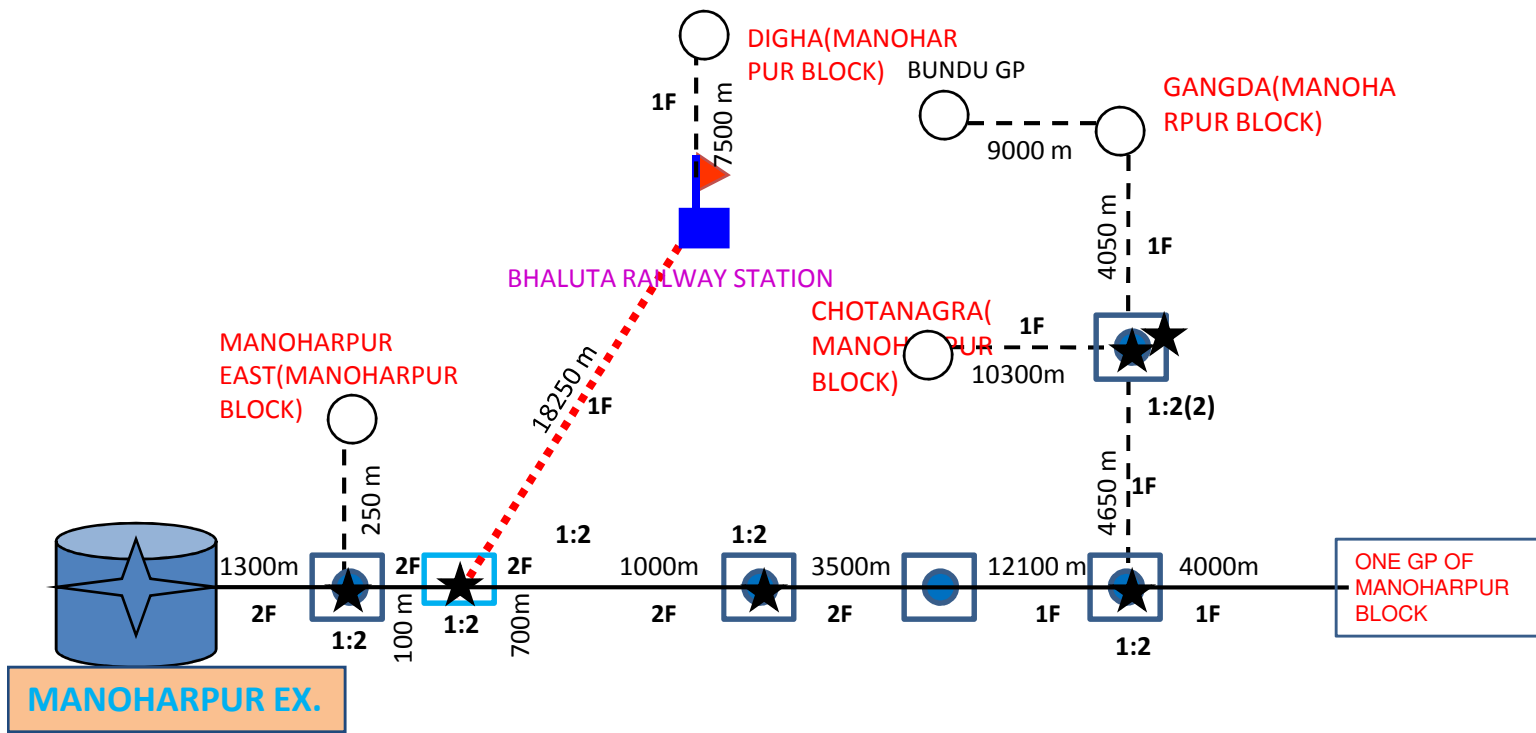 DIGHA(MANOHAR
PUR BLOCK)
BUNDU GP
GANGDA(MANOHA
RPUR BLOCK)
1F
7500 m
9000 m
4050 m
1F
BHALUTA RAILWAY STATION
CHOTANAGRA(
MANOHARPUR
BLOCK)
1F
10300m
1:2(2)
MANOHARPUR
EAST(MANOHARPUR
BLOCK)
18250 m
1F
250 m
4650 m
1F
1:2
1:2
1300m
2F
2F
1000m
3500m
12100 m
4000m
2F
1:2
100 m
1:2
700m
2F
2F
1F
1:2
1F
ONE GP OF
MANOHARPUR
BLOCK
MANOHARPUR EX.